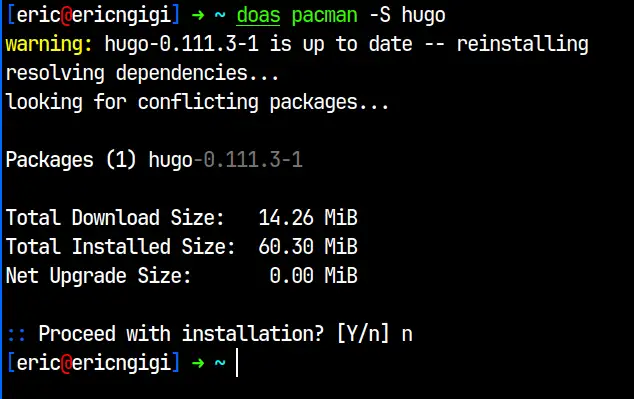 [eric@ericngigi] → ~ doas pacman -S hugo
warning: hugo-0.111.3-1 is up to date -- reinstalling
resolving dependencies...
looking for conflicting packages...
Packages (1) hugo-0.111.3-1
Total Download Size:   14.26 MiB
Total Installed Size:  60.30 MiB
Net Upgrade Size:       0.00 MiB
:: Proceed with installation? [Y/n] n
[eric@ericngigi] → ~